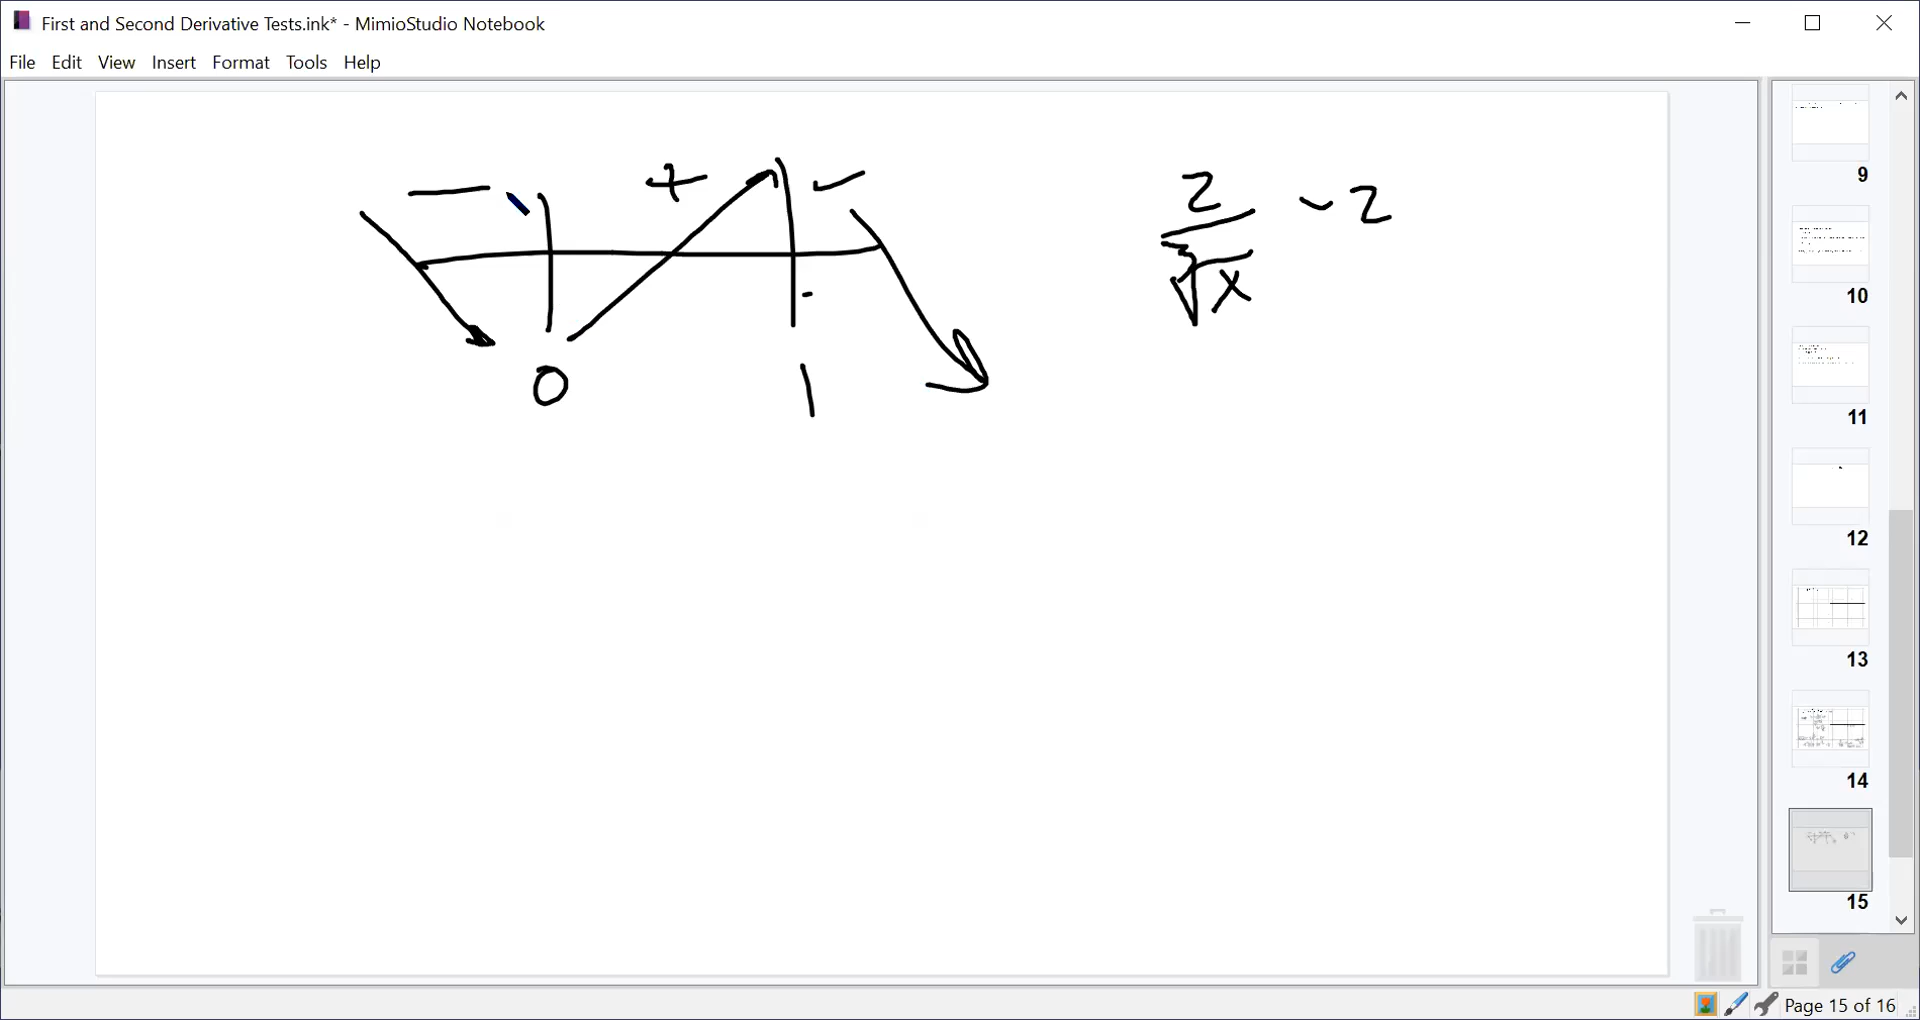 First and Second Derivative Tests.ink* - MimioStudio Notebook
File Edit View Insert Format Tools Help
− + −
0 1
2
− 2
3√x
9
10
11
12
13
14
15
Page 15 of 16